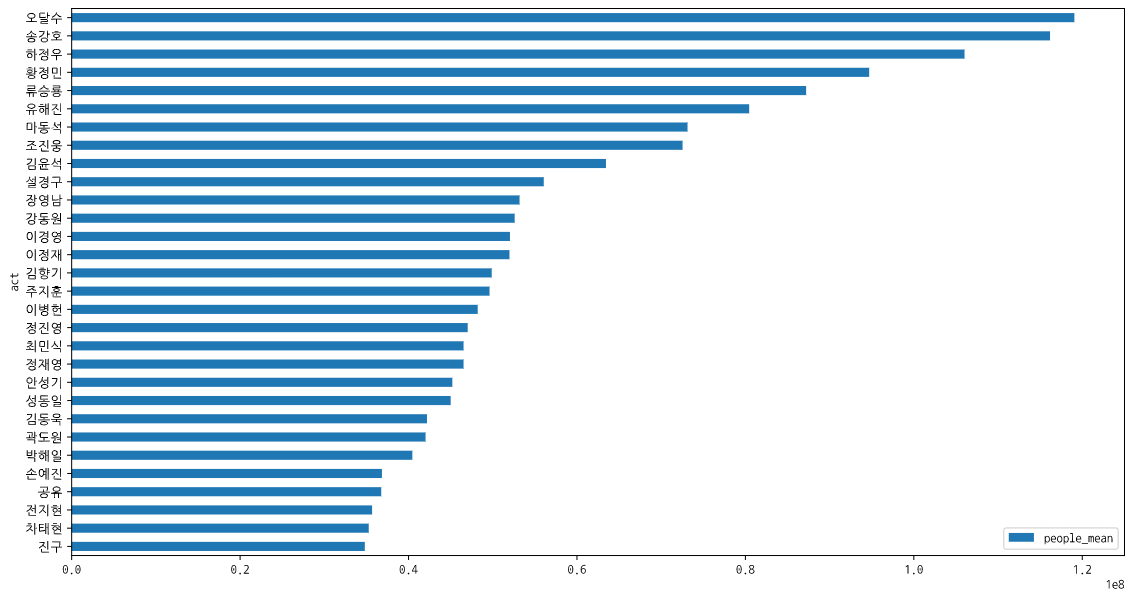 오달수
송강호
하정우
황정민
류승룡
유해진
마동석
조진웅
김윤석
설경구
장영남
강동원
이경영
이정재
김향기
주지훈
이병헌
정진영
최민식
정재영
안성기
성동일
김동욱
곽도원
박해일
손예진
공유
전지현
차태현
진구
act
people_mean
0.0 0.2 0.4 0.6 0.8 1.0 1.2
1e8